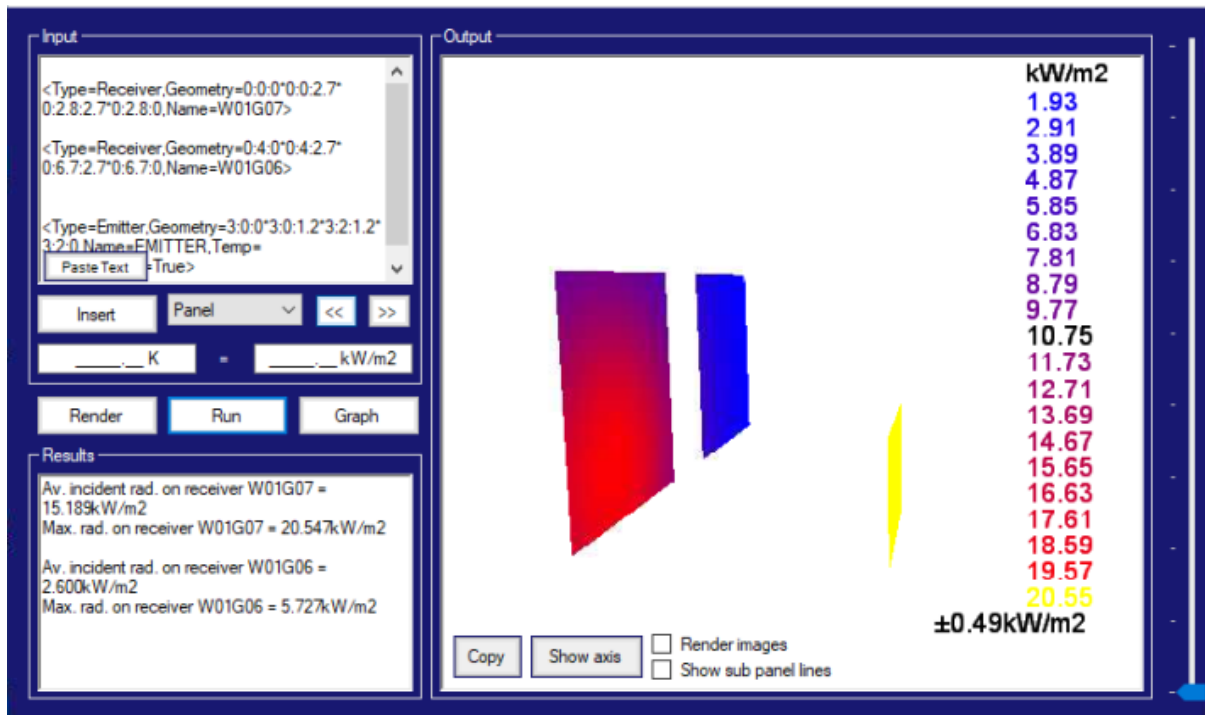 Input
<Type=Receiver,Geometry=0:0:0*0:0:2.7*
0:2.8:2.7*0:2.8:0,Name=W01G07>
<Type=Receiver,Geometry=0:4:0*0:4:2.7*
0:6.7:2.7*0:6.7:0,Name=W01G06>
<Type=Emitter,Geometry=3:0:0*3:0:1.2*3:2:1.2*
3:2:0,Name=EMITTER,Temp=
Paste Text =True>
Insert Panel << >>
_____.__ K = _____.__ kW/m2
Render Run Graph
Results
Av. incident rad. on receiver W01G07 =
15.189kW/m2
Max. rad. on receiver W01G07 = 20.547kW/m2
Av. incident rad. on receiver W01G06 =
2.600kW/m2
Max. rad. on receiver W01G06 = 5.727kW/m2
Output
kW/m2
1.93
2.91
3.89
4.87
5.85
6.83
7.81
8.79
9.77
10.75
11.73
12.71
13.69
14.67
15.65
16.63
17.61
18.59
19.57
20.55
±0.49kW/m2
Copy Show axis
Render images
Show sub panel lines